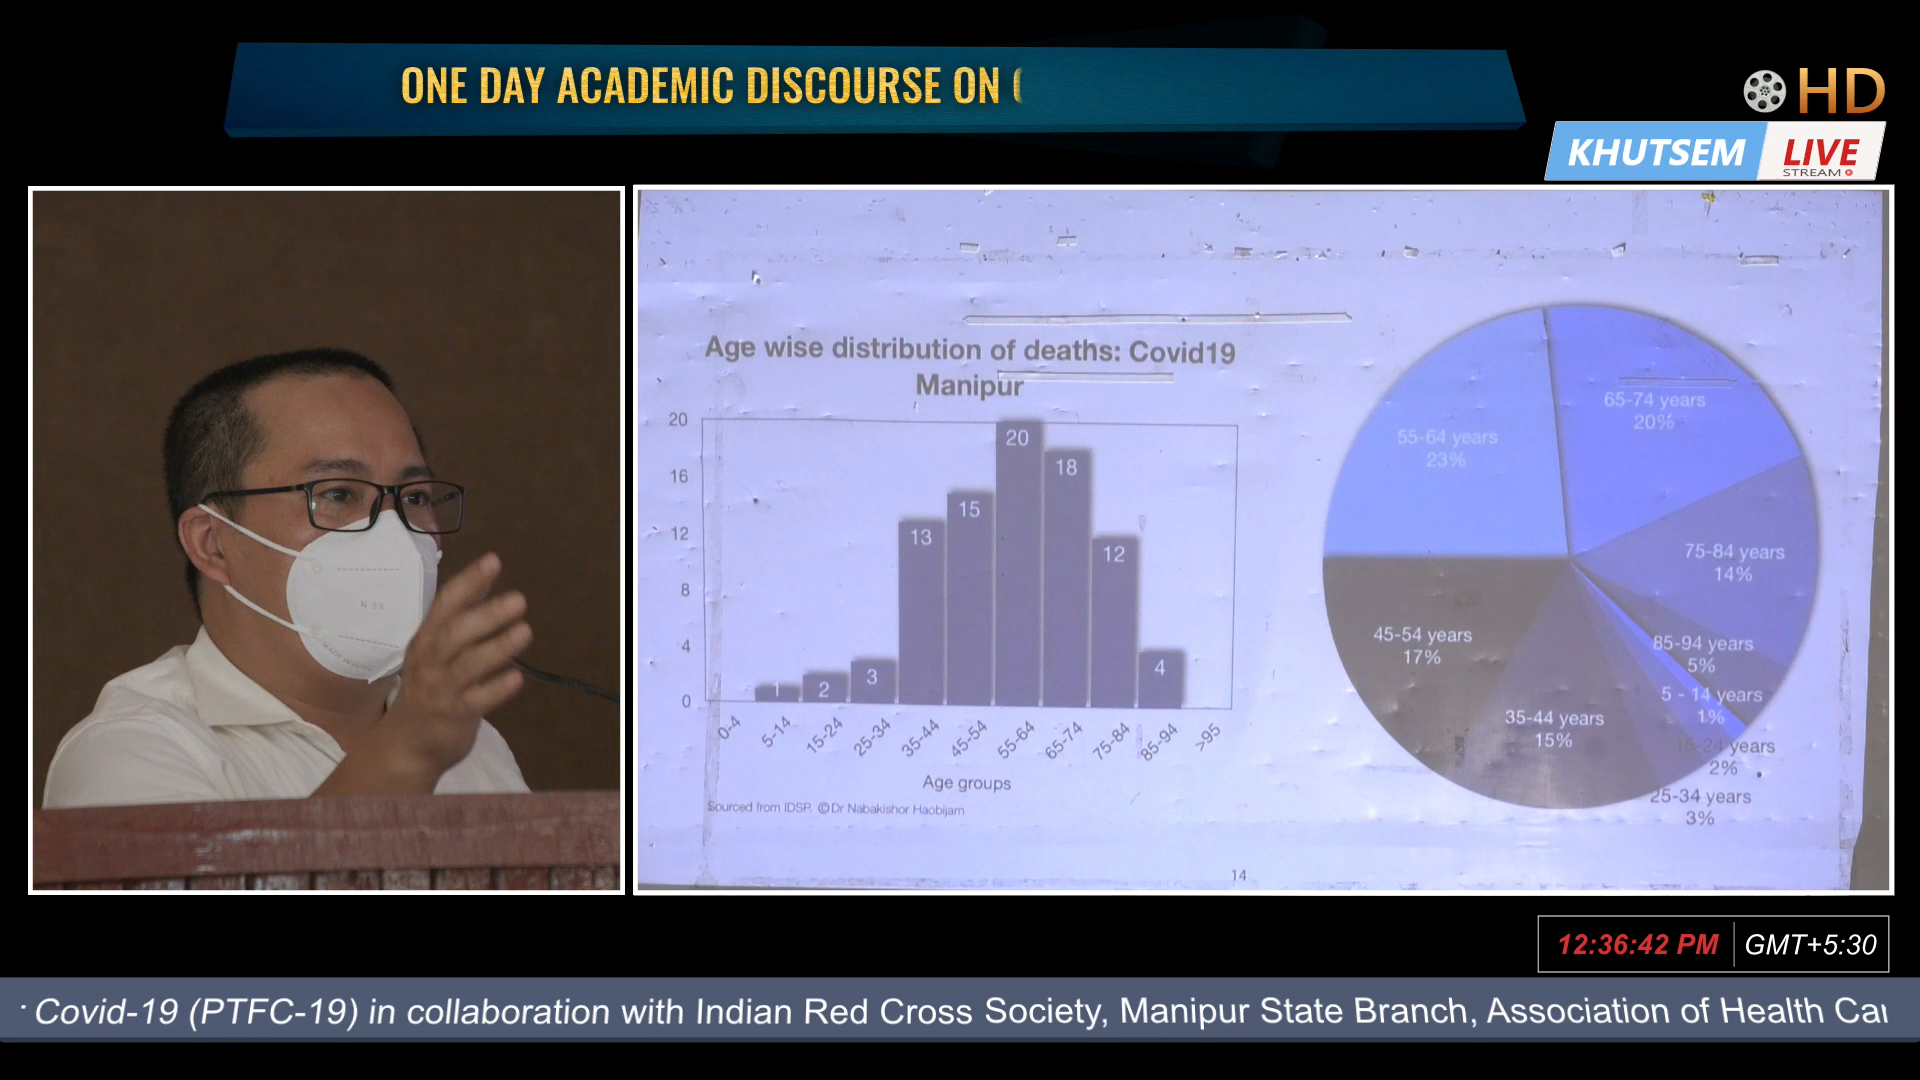 ONE DAY ACADEMIC DISCOURSE ON
HD
KHUTSEM
LIVE
STREAM
N 95
Age wise distribution of deaths: Covid19
Manipur
20
16
12
8
4
0
1
2
3
13
15
20
18
12
4
0-4
5-14
15-24
25-34
35-44
45-54
55-64
65-74
75-84
85-94
>95
Age groups
Sourced from IDSP. ©Dr Nabakishor Haobijam
55-64 years
23%
65-74 years
20%
75-84 years
14%
85-94 years
5%
5 - 14 years
1%
15-24 years
2%
25-34 years
3%
35-44 years
15%
45-54 years
17%
14
12:36:42 PM
GMT+5:30
Covid-19 (PTFC-19) in collaboration with Indian Red Cross Society, Manipur State Branch, Association of Health